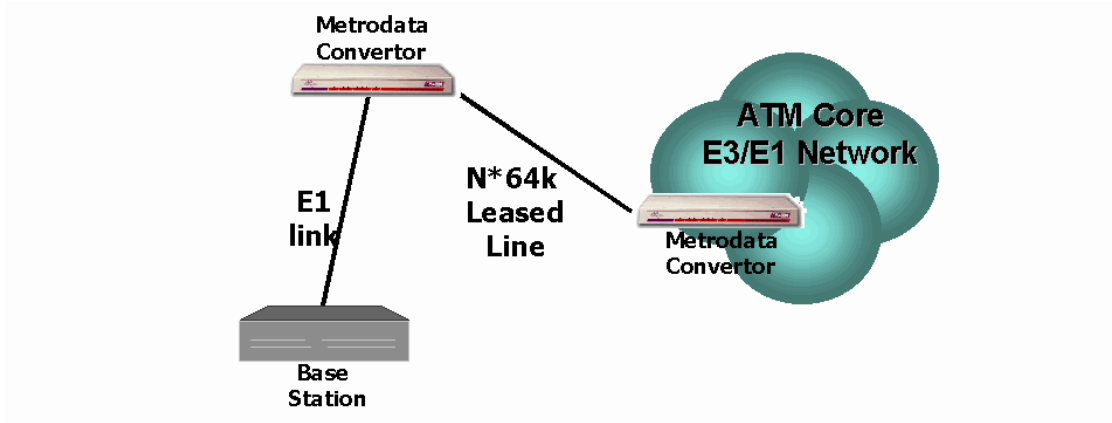 Metrodata
Convertor
ATM Core
E3/E1 Network
N*64k
Leased
Line
E1
link
Metrodata
Convertor
Base
Station